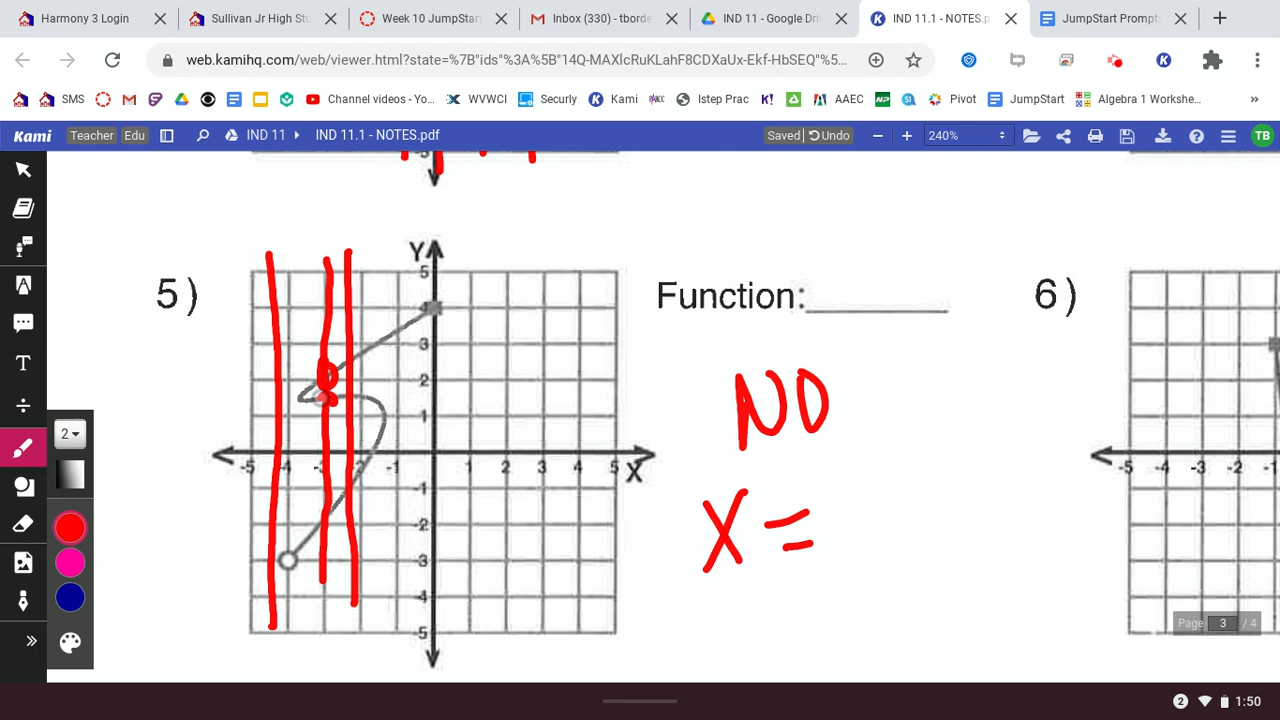 Harmony 3 Login
Sullivan Jr High Stu
Week 10 JumpStart
Inbox (330) - tborde
IND 11 - Google Dri
IND 11.1 - NOTES.p
JumpStart Prompt
web.kamihq.com/web/viewer.html?state=%7B"ids"%3A%5B"14Q-MAXlcRuKLahF8CDXaUx-Ekf-HbSEQ"%5...
SMS
Channel videos - Yo...
WVWCI
Securly
Kami
Istep Prac
K!
AAEC
NP
Pivot
JumpStart
Algebra 1 Workshe...
»
Kami
Teacher
Edu
IND 11
IND 11.1 - NOTES.pdf
Saved
Undo
240%
TB
-5
Y
5)
Function:________
6)
5
3
2
1
-5 -4 -3 -1 1 2 3 4 5
X
-1
-2
-3
-4
-5
NO
X =
-5 -4 -3 -2 -1
2
Page 3 / 4
2
1:50